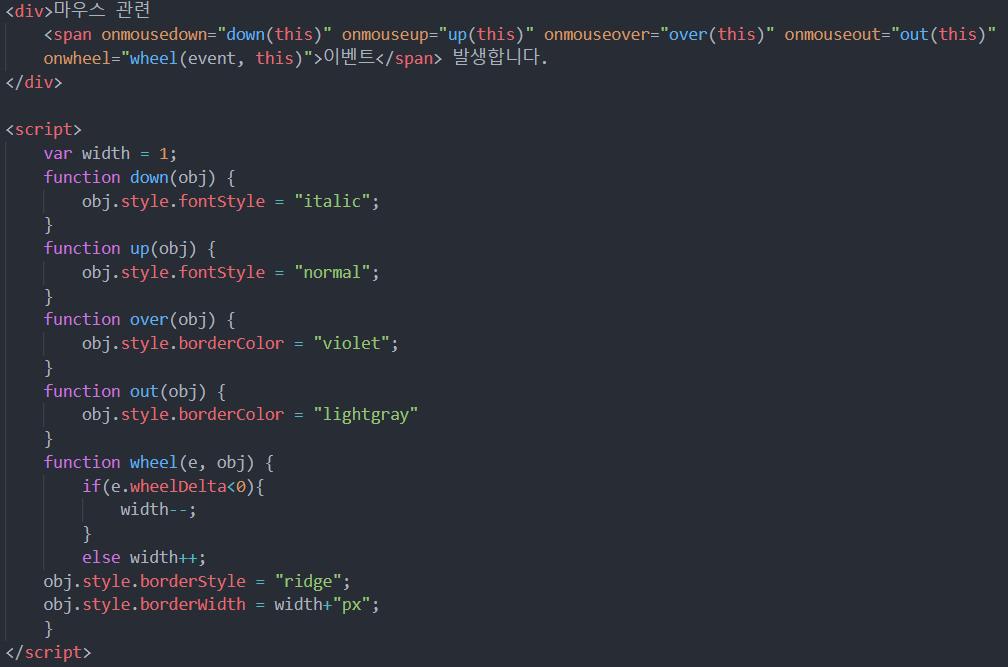 <div>마우스 관련
    <span onmousedown="down(this)" onmouseup="up(this)" onmouseover="over(this)" onmouseout="out(this)"
    onwheel="wheel(event, this)">이벤트</span> 발생합니다.
</div>

<script>
    var width = 1;
    function down(obj) {
        obj.style.fontStyle = "italic";
    }
    function up(obj) {
        obj.style.fontStyle = "normal";
    }
    function over(obj) {
        obj.style.borderColor = "violet";
    }
    function out(obj) {
        obj.style.borderColor = "lightgray"
    }
    function wheel(e, obj) {
        if(e.wheelDelta<0){
            width--;
        }
        else width++;
    obj.style.borderStyle = "ridge";
    obj.style.borderWidth = width+"px";
    }
</script>